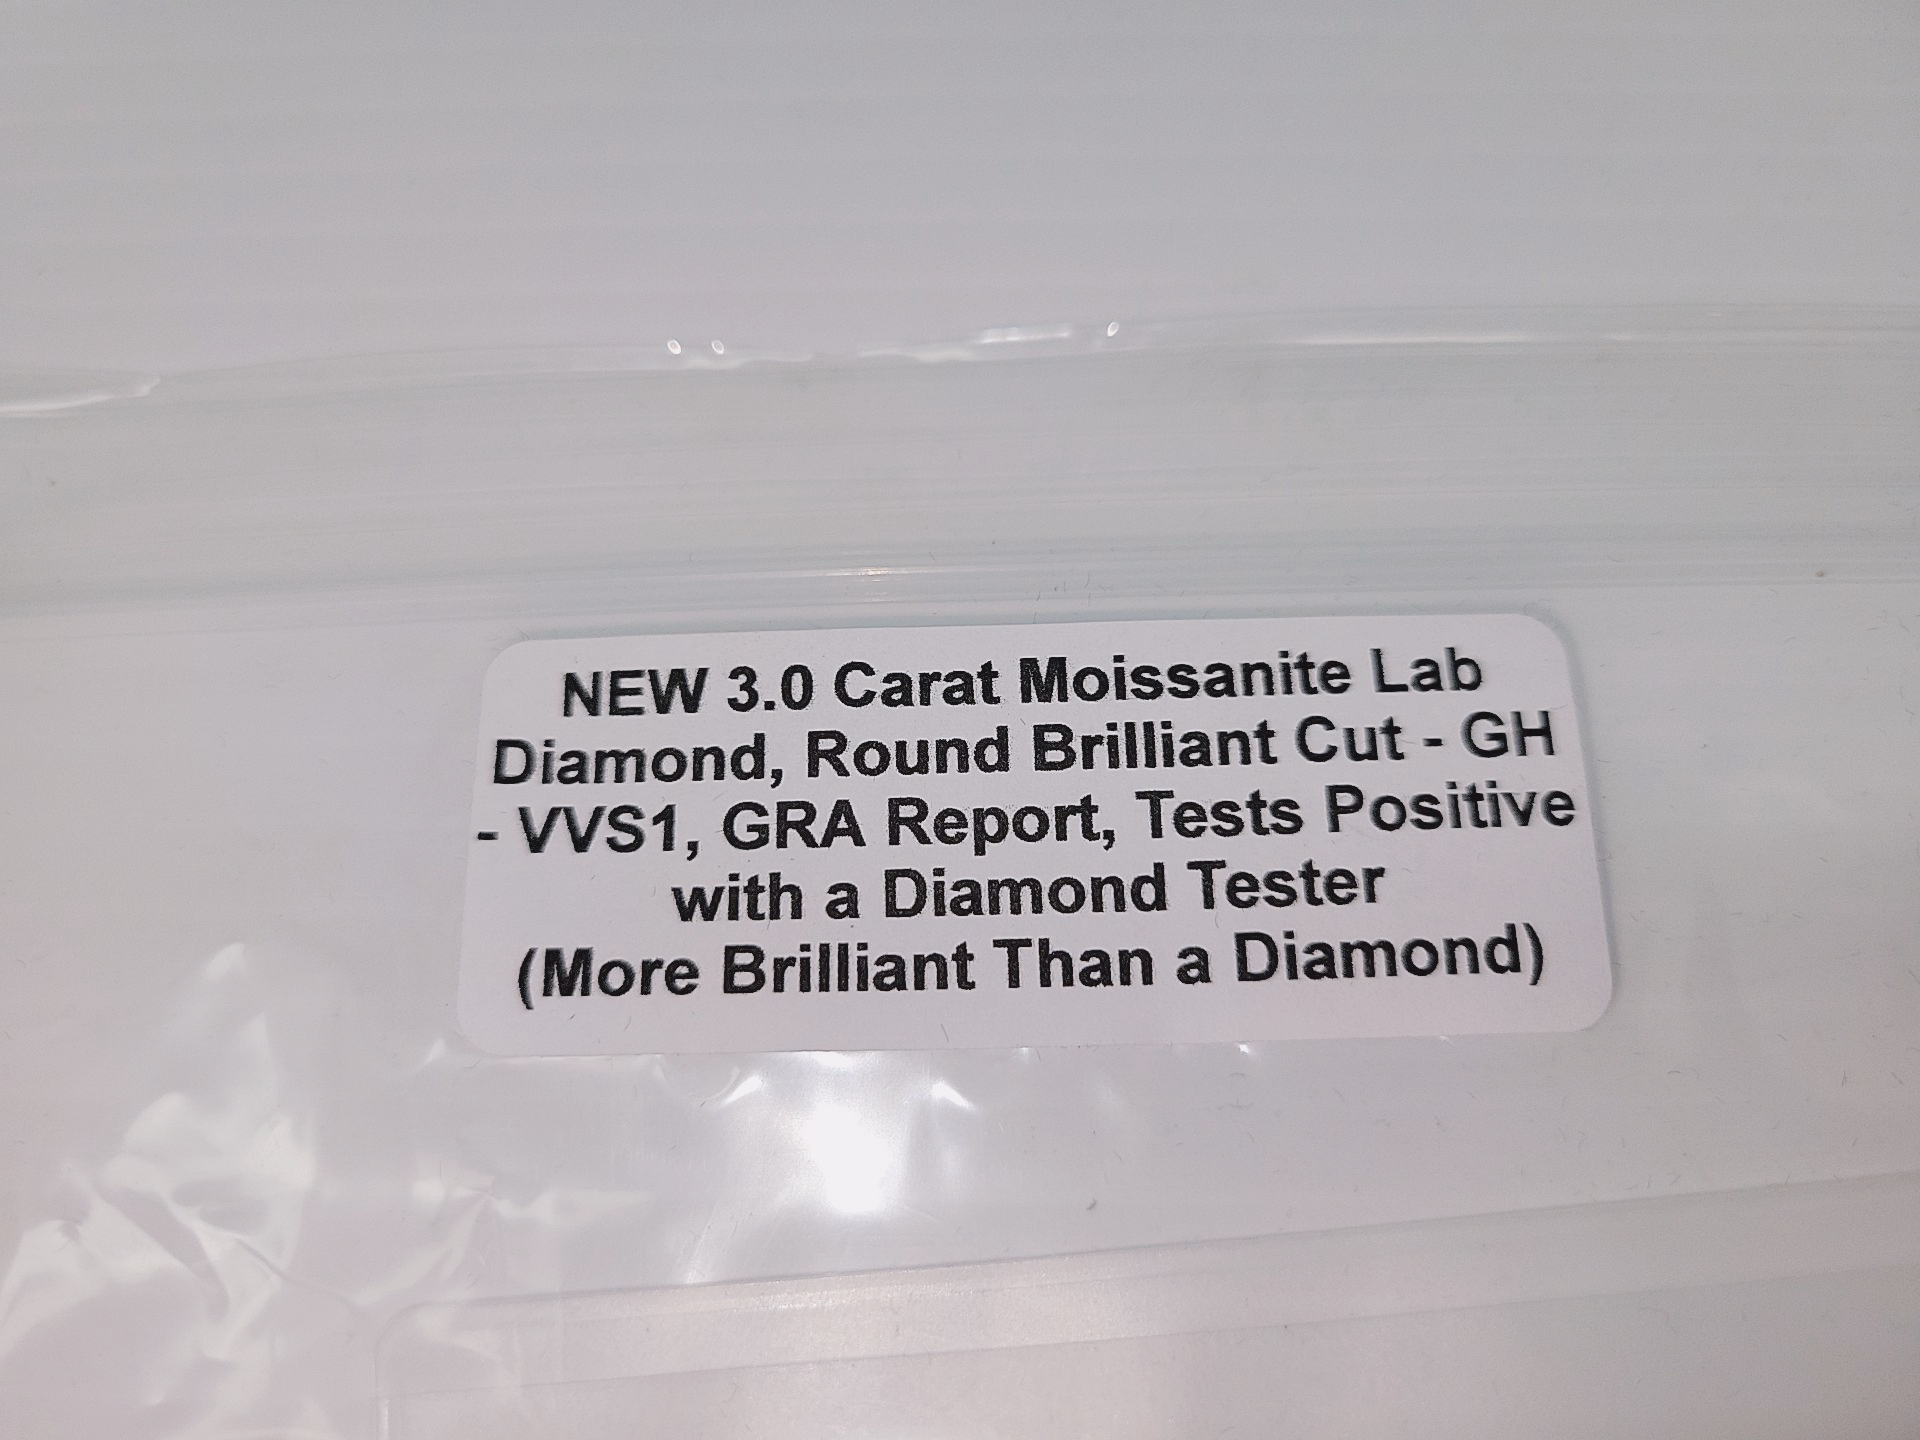 NEW 3.0 Carat Moissanite Lab
Diamond, Round Brilliant Cut - GH
- VVS1, GRA Report, Tests Positive
with a Diamond Tester
(More Brilliant Than a Diamond)